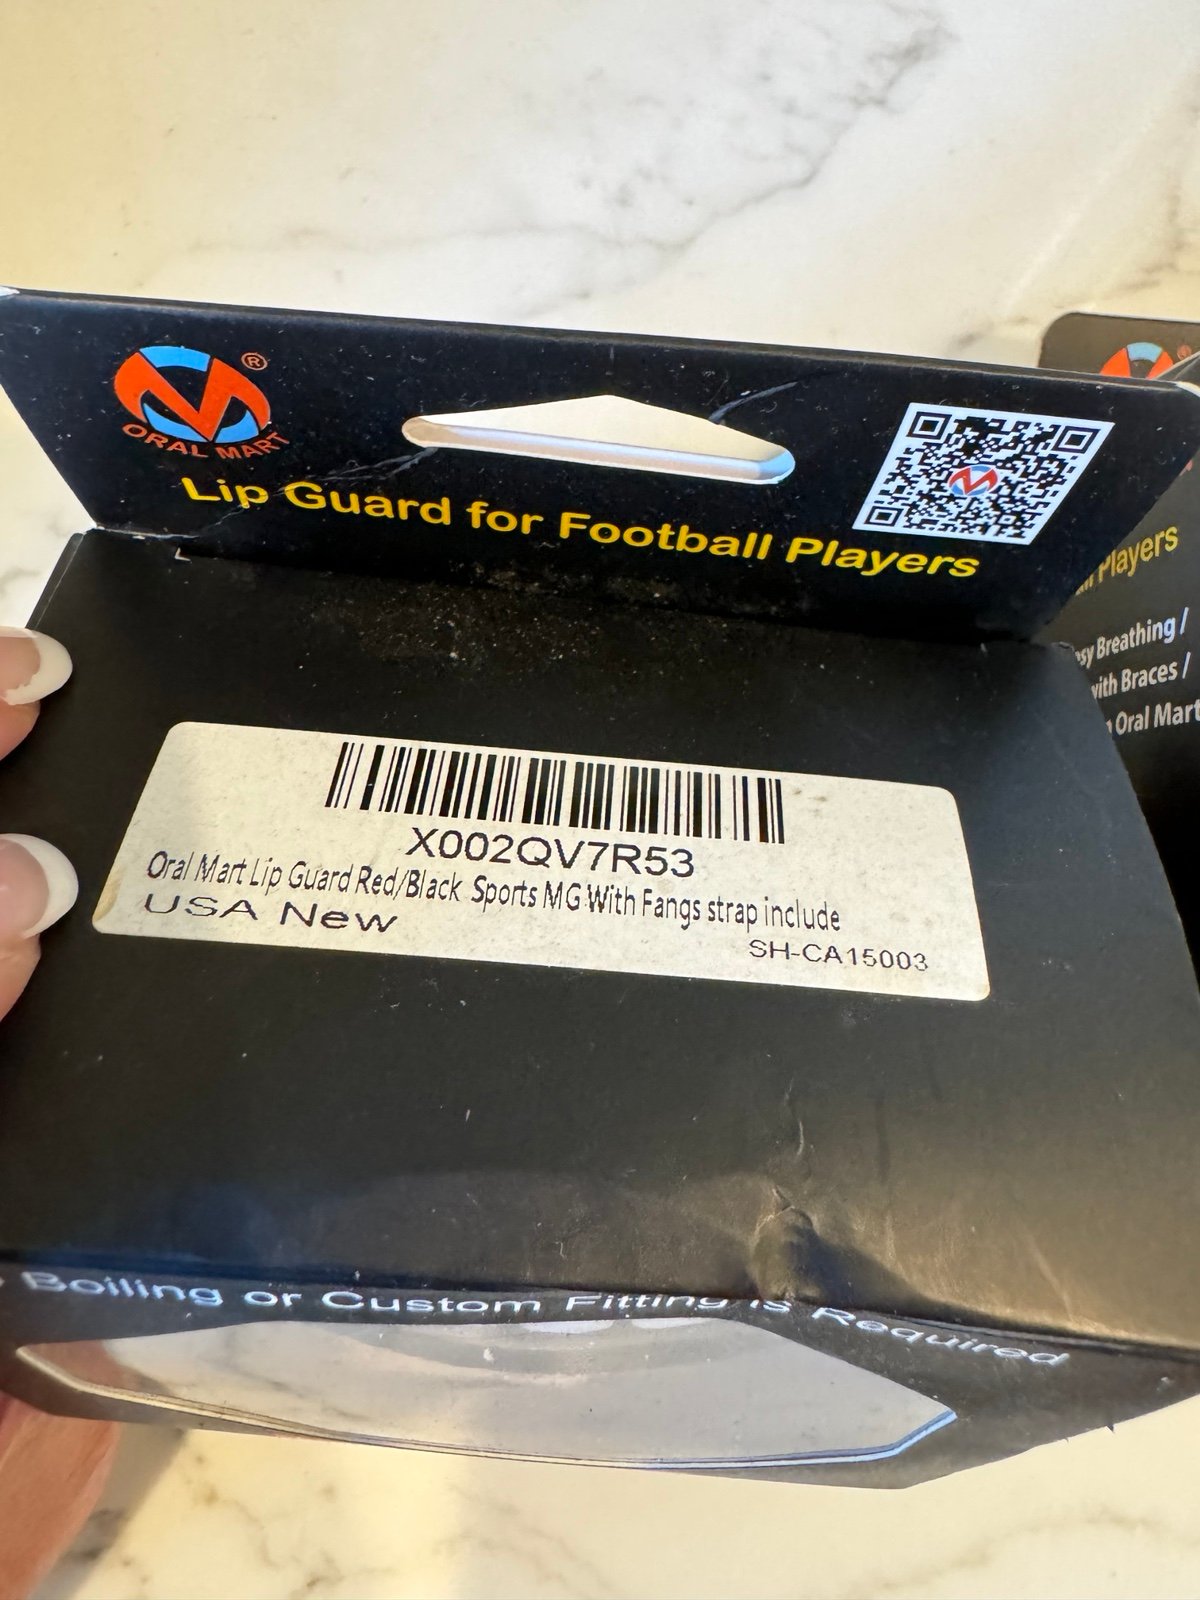 ORAL MART ®
Lip Guard for Football Players
Players
Breathing /
with Braces /
Oral Mart
X002QV7R53
Oral Mart Lip Guard Red/Black Sports MG With Fangs strap include
USA New
SH-CA15003
Boiling or Custom Fitting is Required